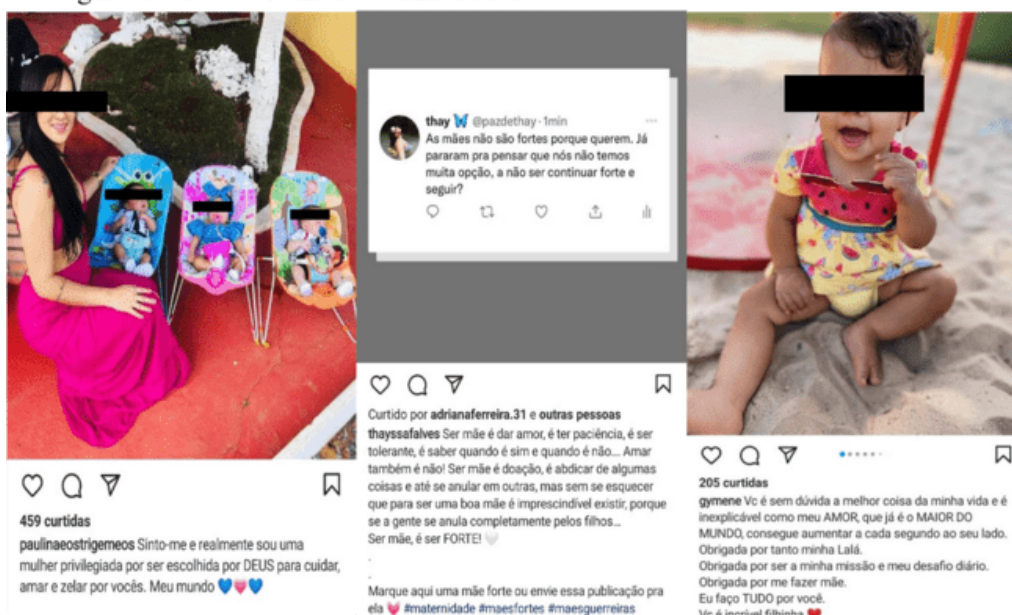 459 curtidas
paulinaeostrigemeos Sinto-me e realmente sou uma
mulher privilegiada por ser escolhida por DEUS para cuidar,
amar e zelar por vocês. Meu mundo 💙💗💙
thay 🦋 @pazdethay · 1min
As mães não são fortes porque querem. Já
pararam pra pensar que nós não temos
muita opção, a não ser continuar forte e
seguir?
Curtido por adrianaferreira.31 e outras pessoas
thayssafalves Ser mãe é dar amor, é ter paciência, é ser
tolerante, é saber quando é sim e quando é não... Amar
também é não! Ser mãe é doação, é abdicar de algumas
coisas e até se anular em outras, mas sem se esquecer
que para ser uma boa mãe é imprescindível existir, porque
se a gente se anula completamente pelos filhos...
Ser mãe, é ser FORTE! 🤍
.
.
Marque aqui uma mãe forte ou envie essa publicação pra
ela 💗 #maternidade #maesfortes #maesguerreiras
205 curtidas
gymene Vc é sem dúvida a melhor coisa da minha vida e é
inexplicável como meu AMOR, que já é o MAIOR DO
MUNDO, consegue aumentar a cada segundo ao seu lado.
Obrigada por tanto minha Lalá.
Obrigada por ser a minha missão e meu desafio diário.
Obrigada por me fazer mãe.
Eu faço TUDO por você.
Vc é incrível filhinha ❤️